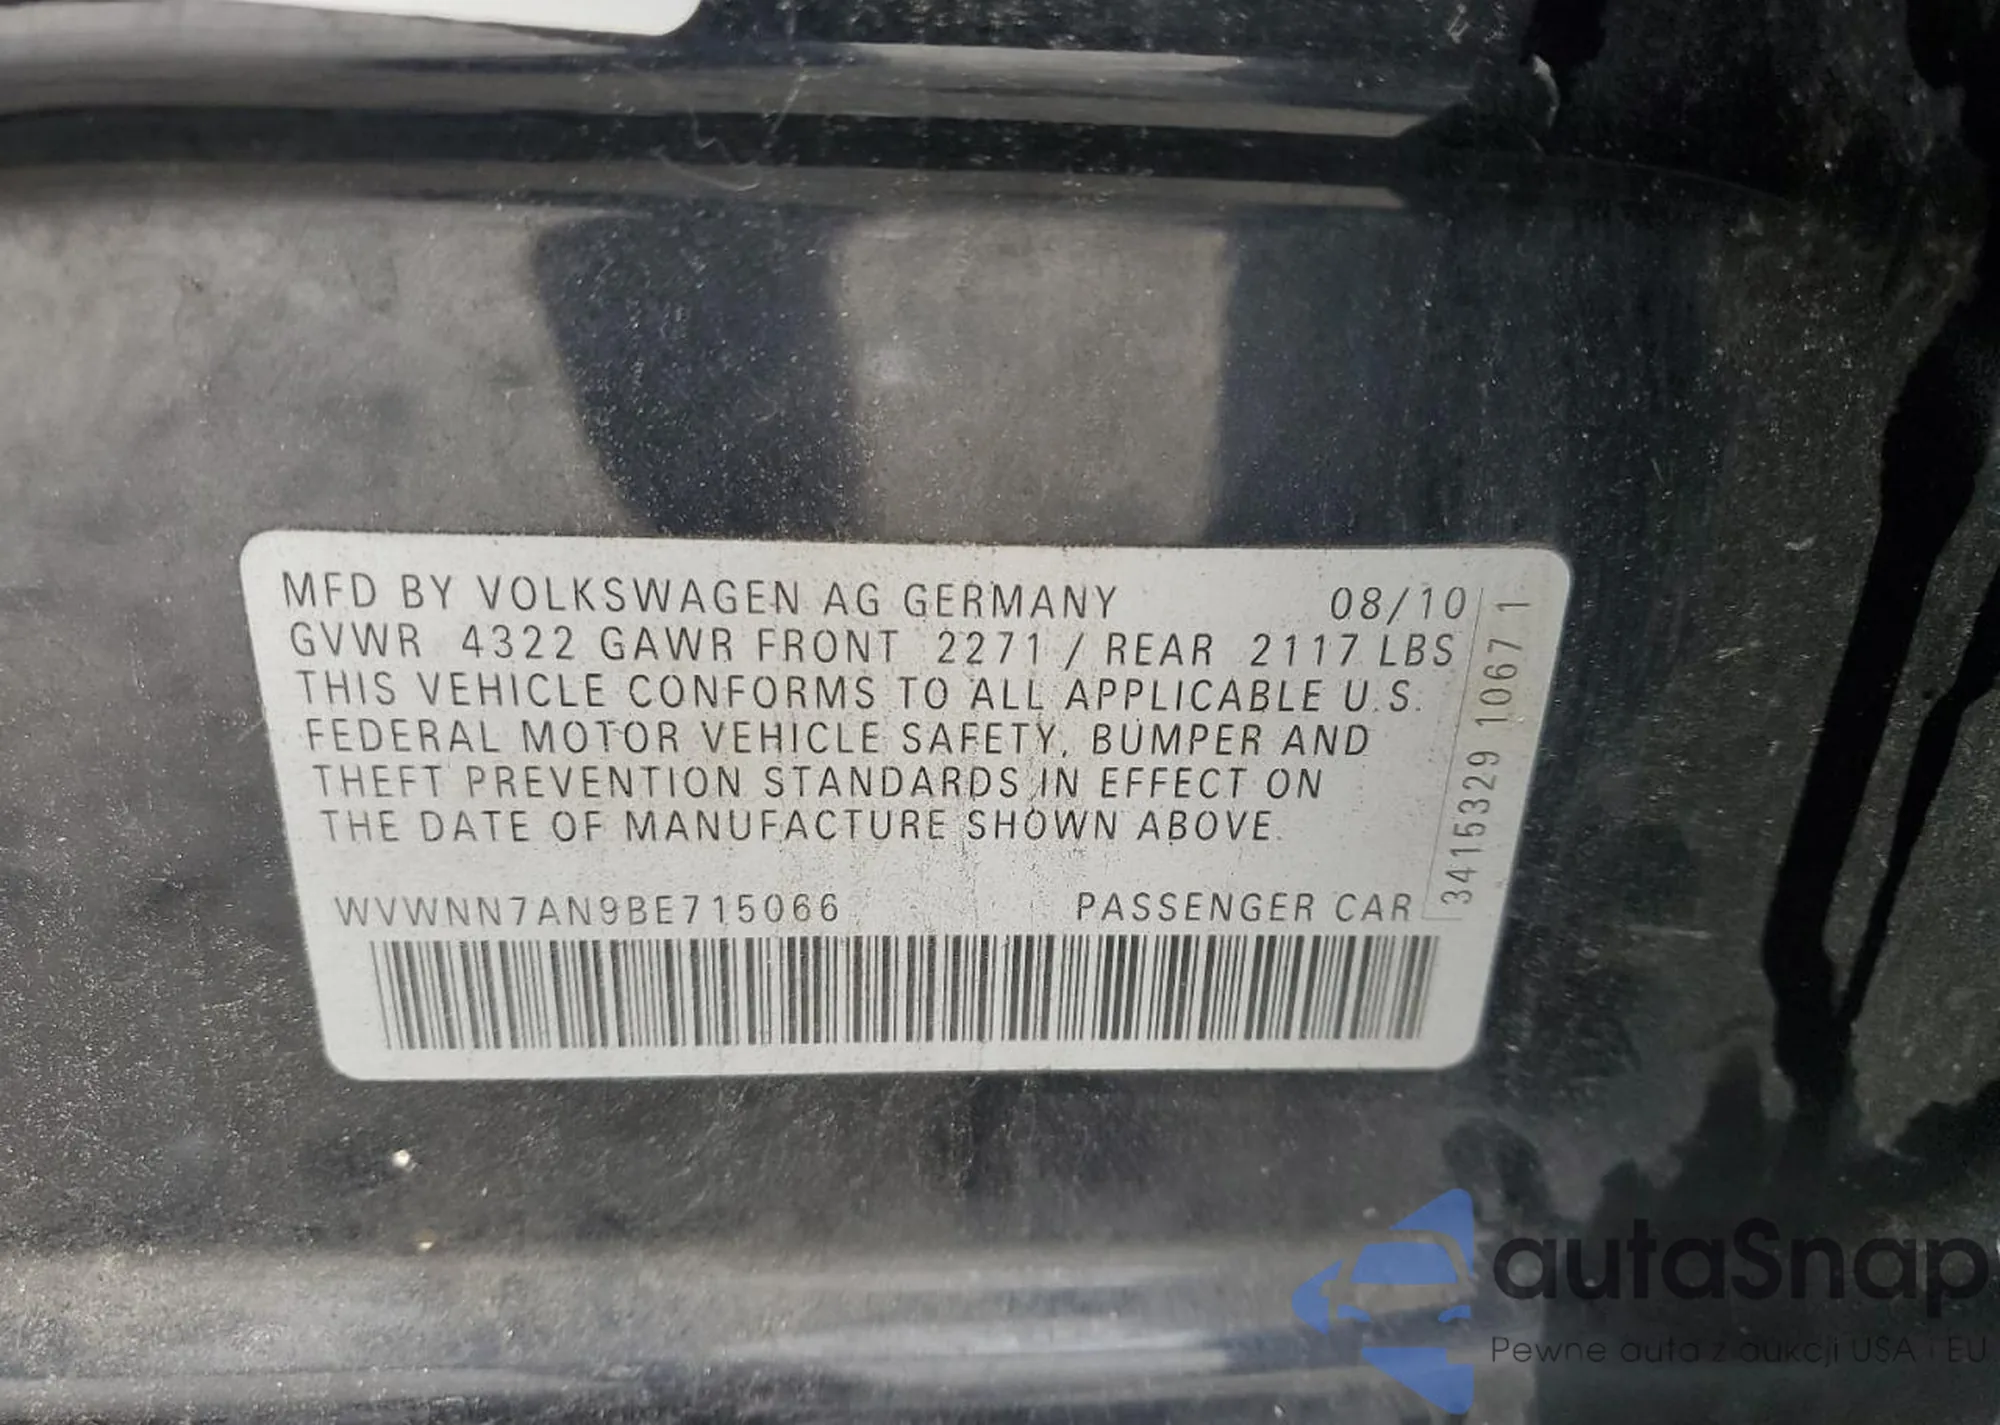 MFD BY VOLKSWAGEN AG GERMANY 08/10
GVWR 4322 GAWR FRONT 2271 / REAR 2117 LBS
THIS VEHICLE CONFORMS TO ALL APPLICABLE U.S.
FEDERAL MOTOR VEHICLE SAFETY, BUMPER AND
THEFT PREVENTION STANDARDS IN EFFECT ON
THE DATE OF MANUFACTURE SHOWN ABOVE.
WVWNN7AN9BE715066 PASSENGER CAR
3415329 1067 1
autaSnap
Pewne auta z aukcji USA i EU